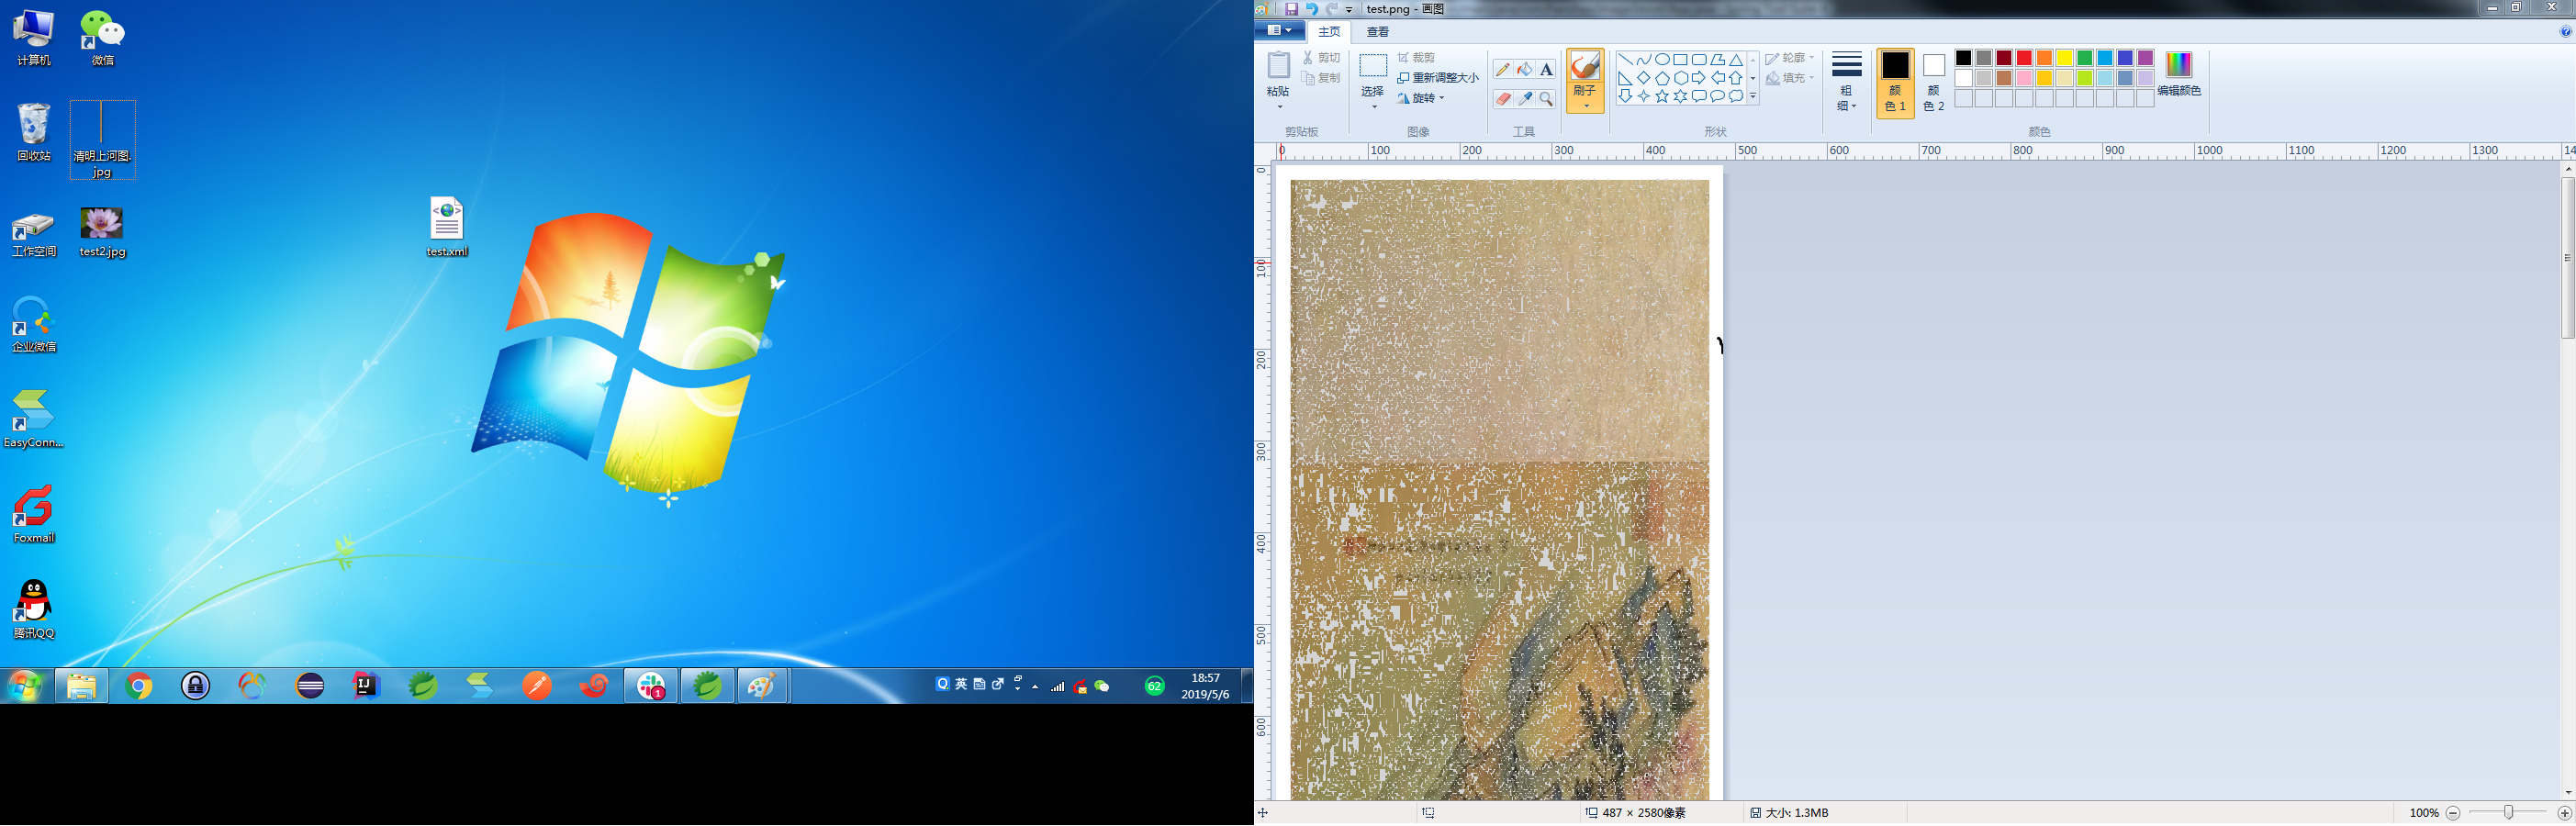 计算机
微信
回收站
清明上河图.
jpg
工作空间
test2.jpg
test.xml
企业微信
EasyConn...
Foxmail
腾讯QQ
英
62
18:57
2019/5/6
test.png - 画图
主页
查看
粘贴
剪切
复制
剪贴板
选择
裁剪
重新调整大小
旋转
图像
A
工具
刷子
轮廓
填充
形状
粗
细
颜
色 1
颜
色 2
编辑颜色
颜色
0 100 200 300 400 500 600 700 800 900 1000 1100 1200 1300 14
0
100
200
300
400
500
600
487 × 2580像素
大小: 1.3MB
100%